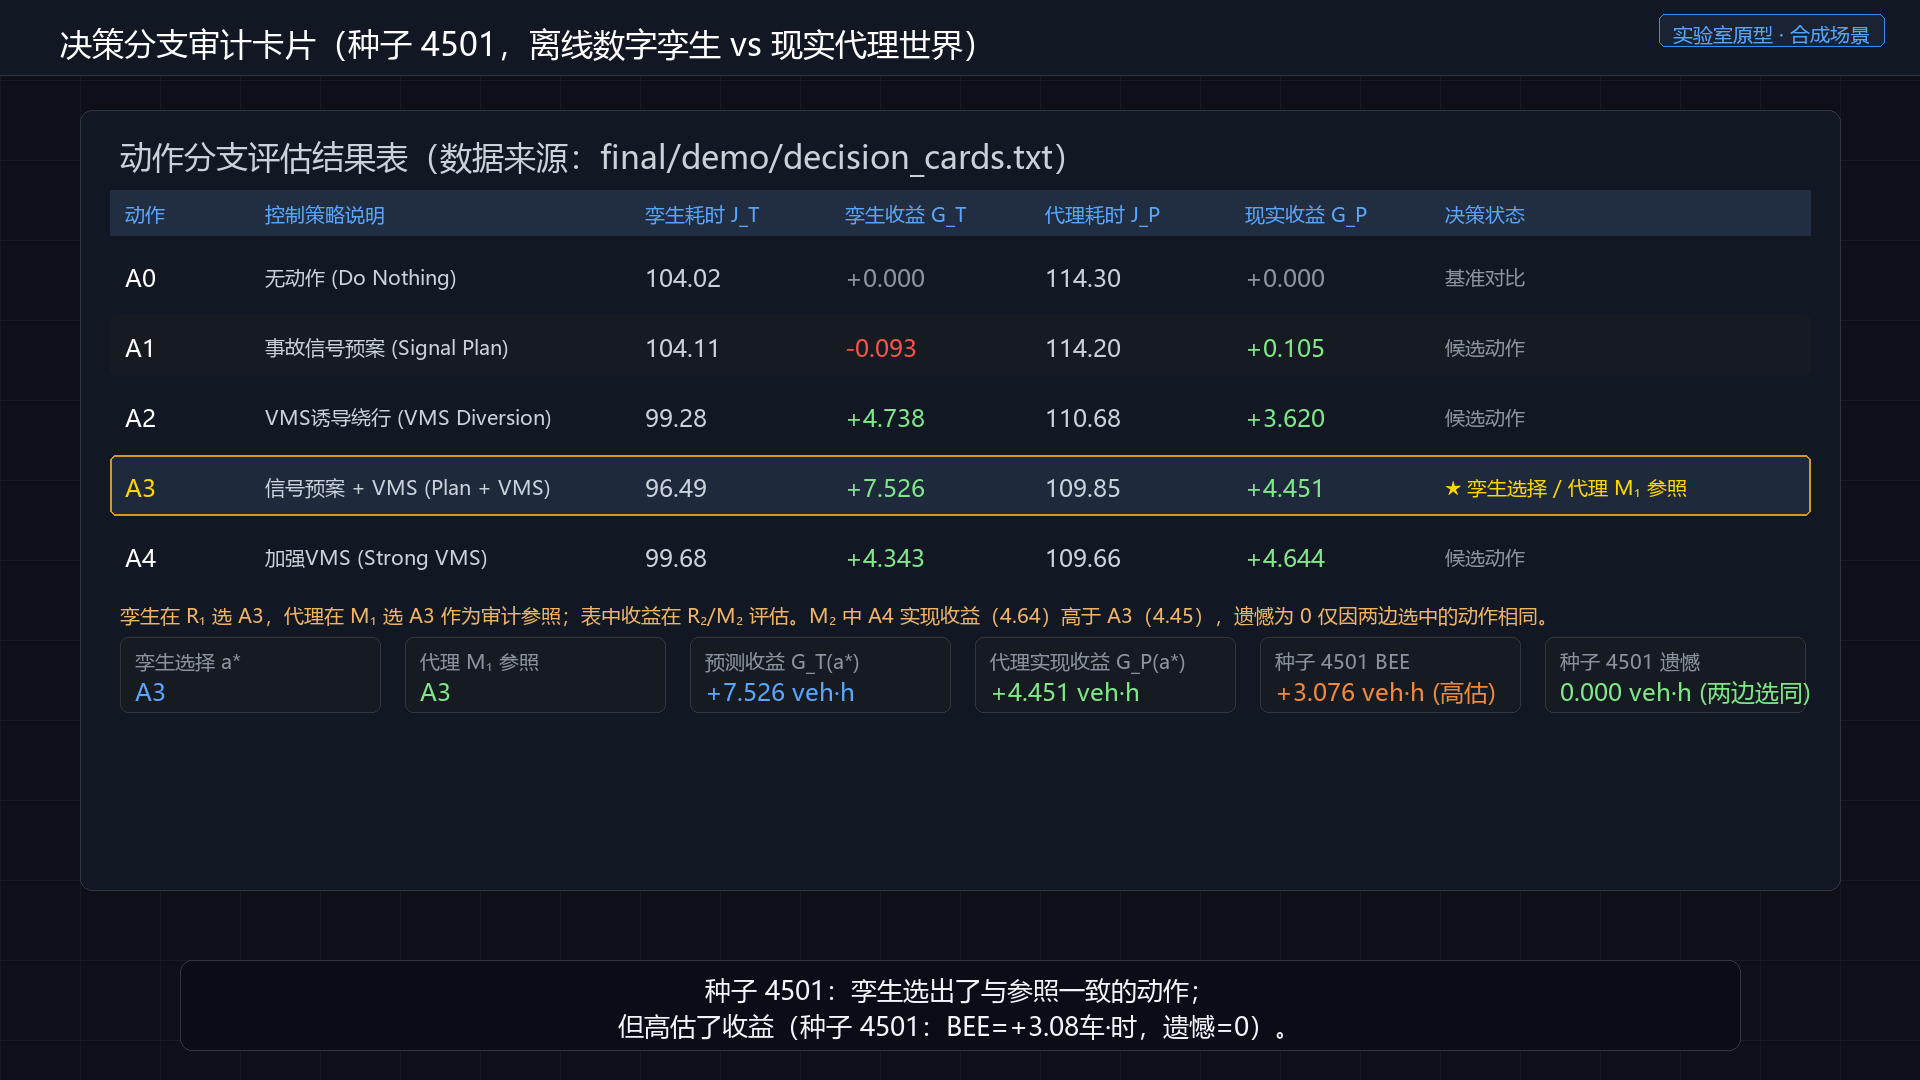 决策分支审计卡片（种子 4501，离线数字孪生 vs 现实代理世界）
实验室原型 · 合成场景
动作分支评估结果表（数据来源：final/demo/decision_cards.txt）
动作 控制策略说明 孪生耗时 J_T 孪生收益 G_T 代理耗时 J_P 现实收益 G_P 决策状态
A0 无动作 (Do Nothing) 104.02 +0.000 114.30 +0.000 基准对比
A1 事故信号预案 (Signal Plan) 104.11 -0.093 114.20 +0.105 候选动作
A2 VMS诱导绕行 (VMS Diversion) 99.28 +4.738 110.68 +3.620 候选动作
A3 信号预案 + VMS (Plan + VMS) 96.49 +7.526 109.85 +4.451 ★ 孪生选择 / 代理 M₁ 参照
A4 加强VMS (Strong VMS) 99.68 +4.343 109.66 +4.644 候选动作
孪生在 R₁ 选 A3，代理在 M₁ 选 A3 作为审计参照；表中收益在 R₂/M₂ 评估。M₂ 中 A4 实现收益（4.64）高于 A3（4.45），遗憾为 0 仅因两边选中的动作相同。
孪生选择 a*
A3
代理 M₁ 参照
A3
预测收益 G_T(a*)
+7.526 veh·h
代理实现收益 G_P(a*)
+4.451 veh·h
种子 4501 BEE
+3.076 veh·h (高估)
种子 4501 遗憾
0.000 veh·h (两边选同)
种子 4501：孪生选出了与参照一致的动作；
但高估了收益（种子 4501：BEE=+3.08车·时，遗憾=0）。